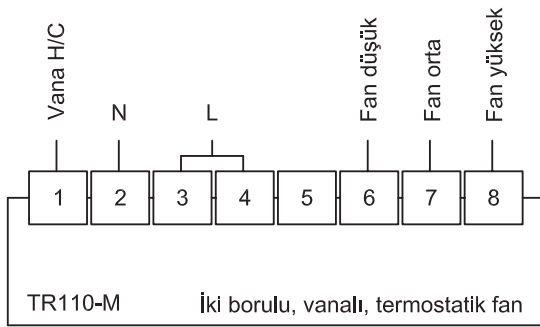 Vana H/C
N
L
Fan düşük
Fan orta
Fan yüksek
1 2 3 4 5 6 7 8
TR110-M
İki borulu, vanalı, termostatik fan